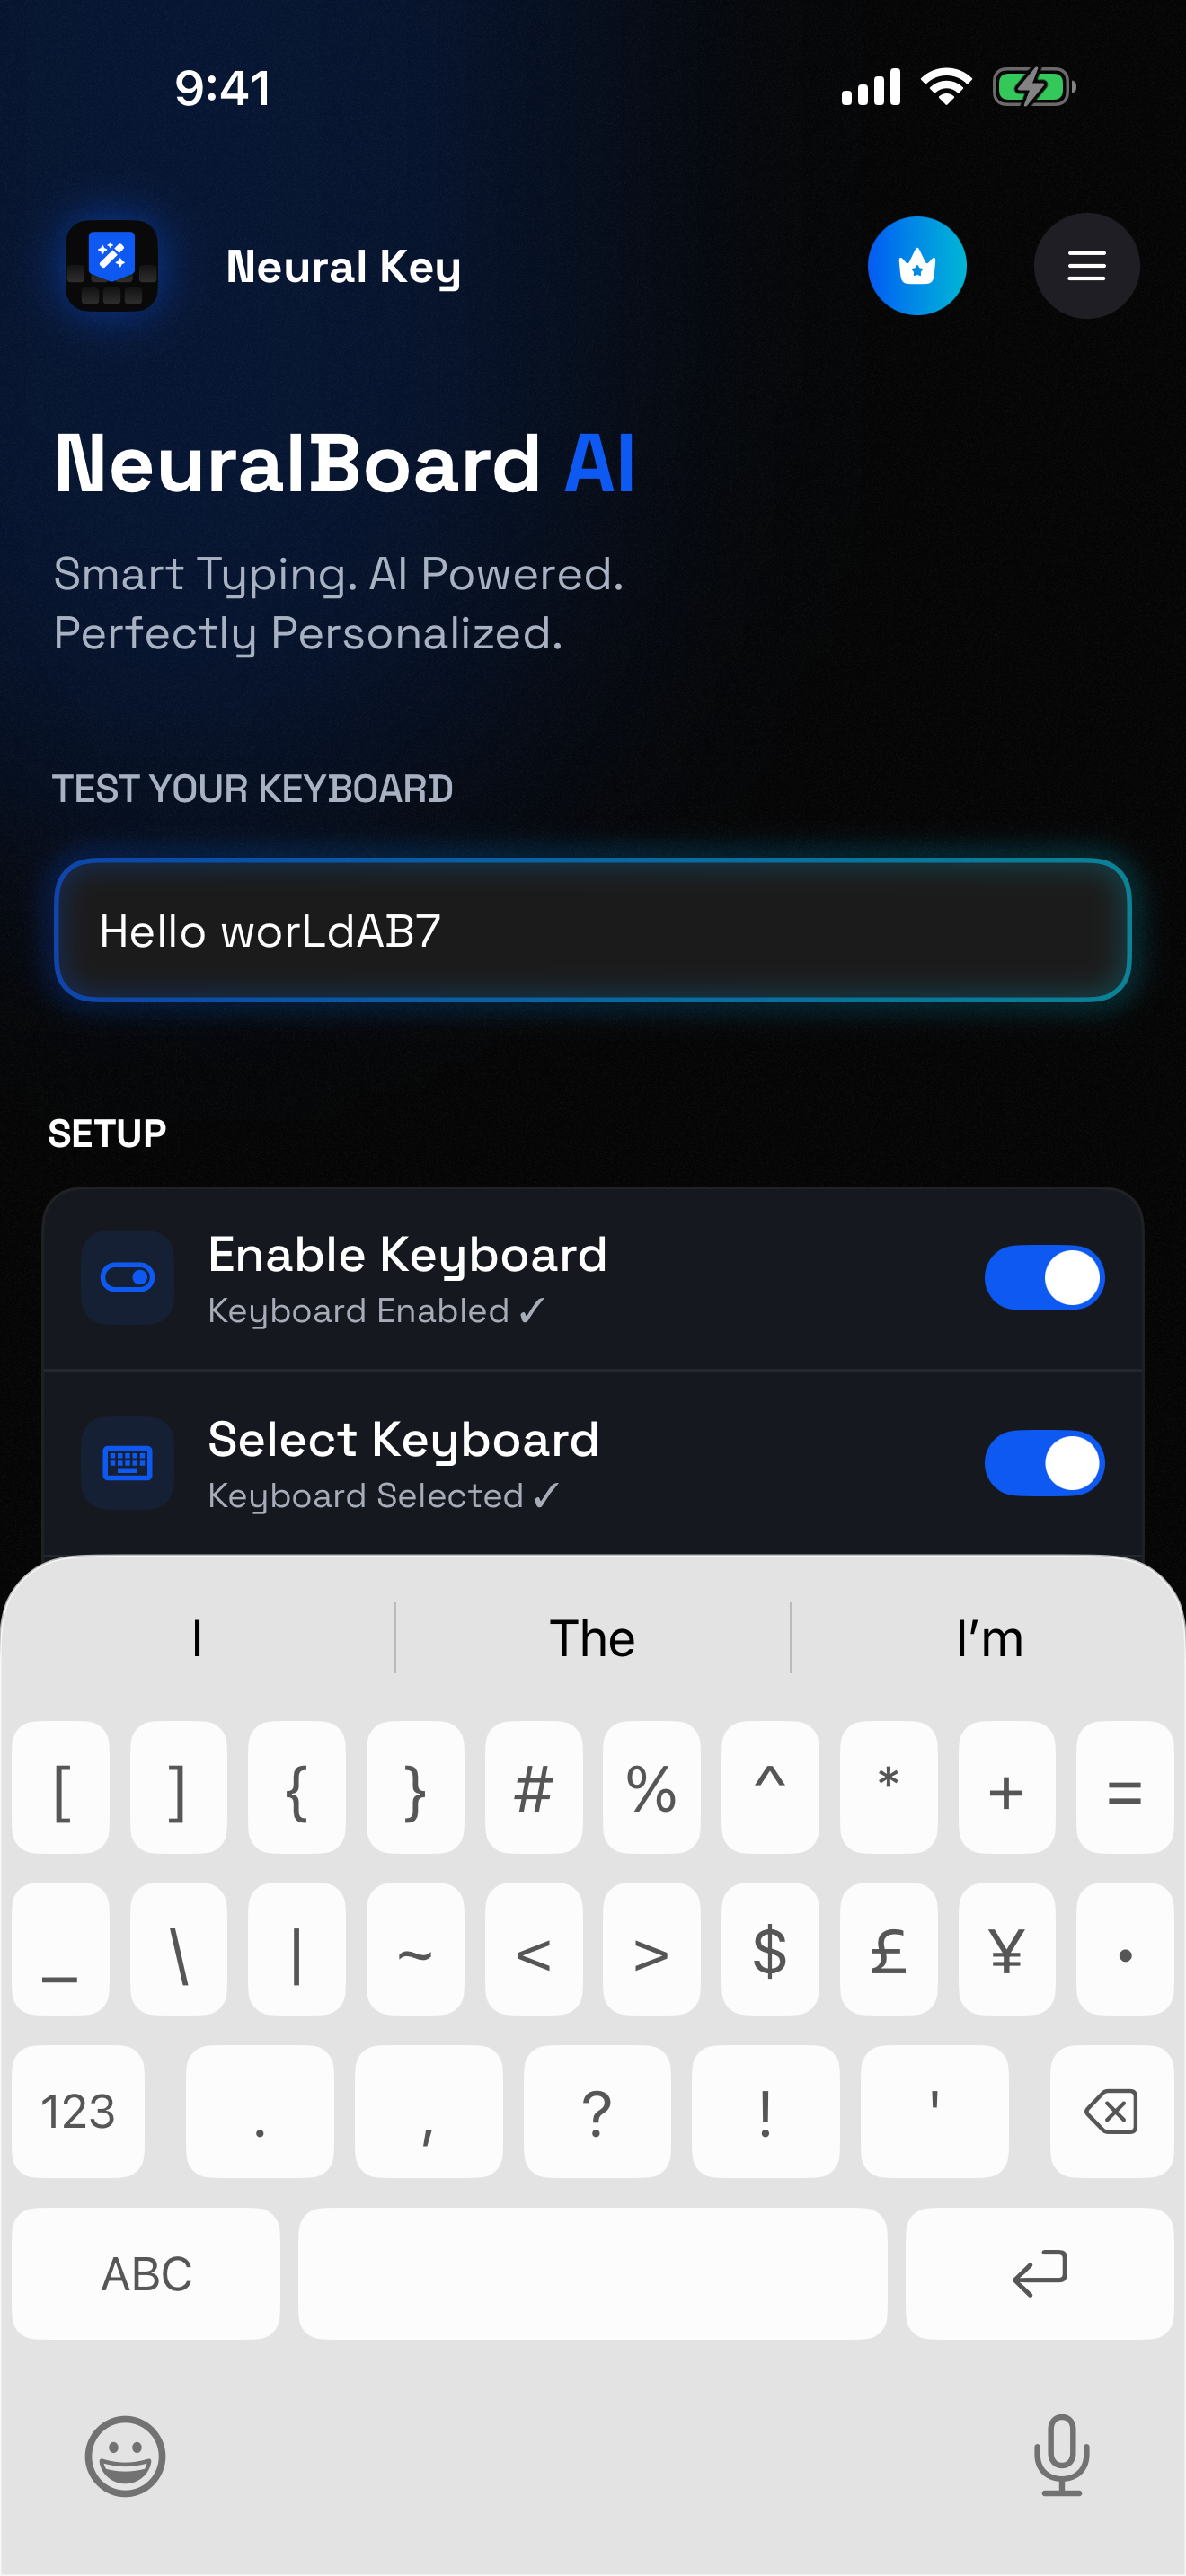 9:41
Neural Key
NeuralBoard AI
Smart Typing. AI Powered.
Perfectly Personalized.
TEST YOUR KEYBOARD
Hello worLdAB7
SETUP
Enable Keyboard
Keyboard Enabled ✓
Select Keyboard
Keyboard Selected ✓
I The I’m
[ ] { } # % ^ * + =
_ \ | ~ < > $ £ ¥ •
123 . , ? ! '
ABC